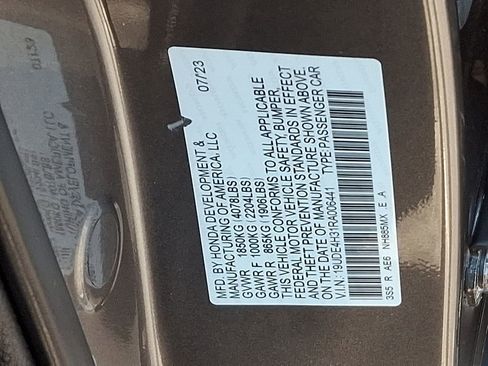 MFD. BY HONDA DEVELOPMENT & 07/23
MANUFACTURING OF AMERICA, LLC
GVWR 1850KG (4078LBS)
GAWR F 1000KG (2204LBS)
GAWR R 865KG (1906LBS)
THIS VEHICLE CONFORMS TO ALL APPLICABLE
FEDERAL MOTOR VEHICLE SAFETY BUMPER,
AND THEFT PREVENTION STANDARDS IN EFFECT
ON THE DATE OF MANUFACTURE SHOWN ABOVE.
V.I.N.: 19UDE4H31RA006441 TYPE:PASSENGER CAR
3S5 R AE6 NH885MX E A